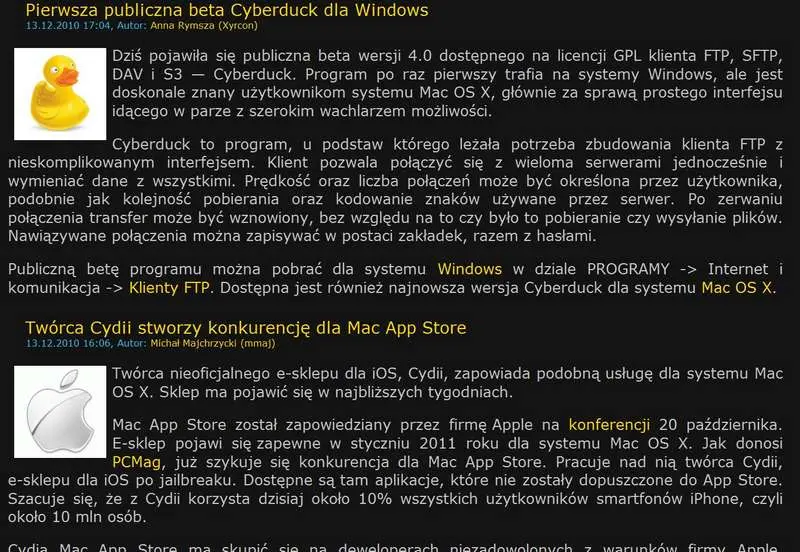 Pierwsza publiczna beta Cyberduck dla Windows
13.12.2010 17:04, Autor: Anna Rymsza (Xyrcon)
Dziś pojawiła się publiczna beta wersji 4.0 dostępnego na licencji GPL klienta FTP, SFTP,
DAV i S3 — Cyberduck. Program po raz pierwszy trafia na systemy Windows, ale jest
doskonale znany użytkownikom systemu Mac OS X, głównie za sprawą prostego interfejsu
idącego w parze z szerokim wachlarzem możliwości.
Cyberduck to program, u podstaw którego leżała potrzeba zbudowania klienta FTP z
nieskomplikowanym interfejsem. Klient pozwala połączyć się z wieloma serwerami jednocześnie i
wymieniać dane z wszystkimi. Prędkość oraz liczba połączeń może być określona przez użytkownika,
podobnie jak kolejność pobierania oraz kodowanie znaków używane przez serwer. Po zerwaniu
połączenia transfer może być wznowiony, bez względu na to czy było to pobieranie czy wysyłanie plików.
Nawiązywane połączenia można zapisywać w postaci zakładek, razem z hasłami.
Publiczną betę programu można pobrać dla systemu Windows w dziale PROGRAMY -> Internet i
komunikacja -> Klienty FTP. Dostępna jest również najnowsza wersja Cyberduck dla systemu Mac OS X.
Twórca Cydii stworzy konkurencję dla Mac App Store
13.12.2010 16:06, Autor: Michał Majchrzycki (mmaj)
Twórca nieoficjalnego e-sklepu dla iOS, Cydii, zapowiada podobną usługę dla systemu Mac
OS X. Sklep ma pojawić się w najbliższych tygodniach.
Mac App Store został zapowiedziany przez firmę Apple na konferencji 20 października.
E-sklep pojawi się zapewne w styczniu 2011 roku dla systemu Mac OS X. Jak donosi
PCMag, już szykuje się konkurencja dla Mac App Store. Pracuje nad nią twórca Cydii,
e-sklepu dla iOS po jailbreaku. Dostępne są tam aplikacje, które nie zostały dopuszczone do App Store.
Szacuje się, że z Cydii korzysta dzisiaj około 10% wszystkich użytkowników smartfonów iPhone, czyli
około 10 mln osób.
Cydia Mac App Store ma skupić się na deweloperach niezadowolonych z warunków firmy Apple.